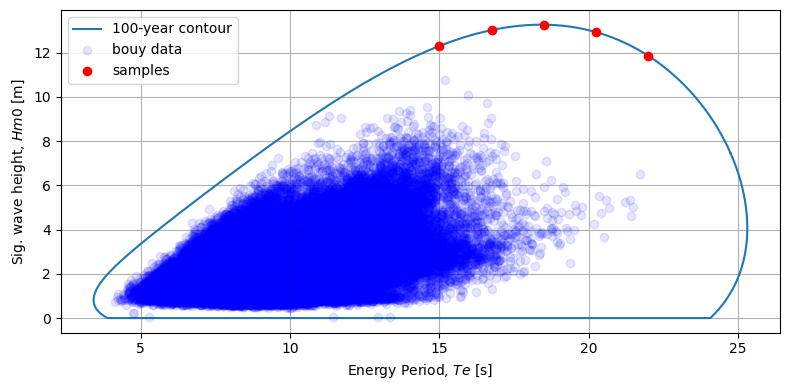 100-year contour
bouy data
samples
Sig. wave height, Hm0 [m]
12
10
8
6
4
2
0
5
10
15
20
25
Energy Period, Te [s]